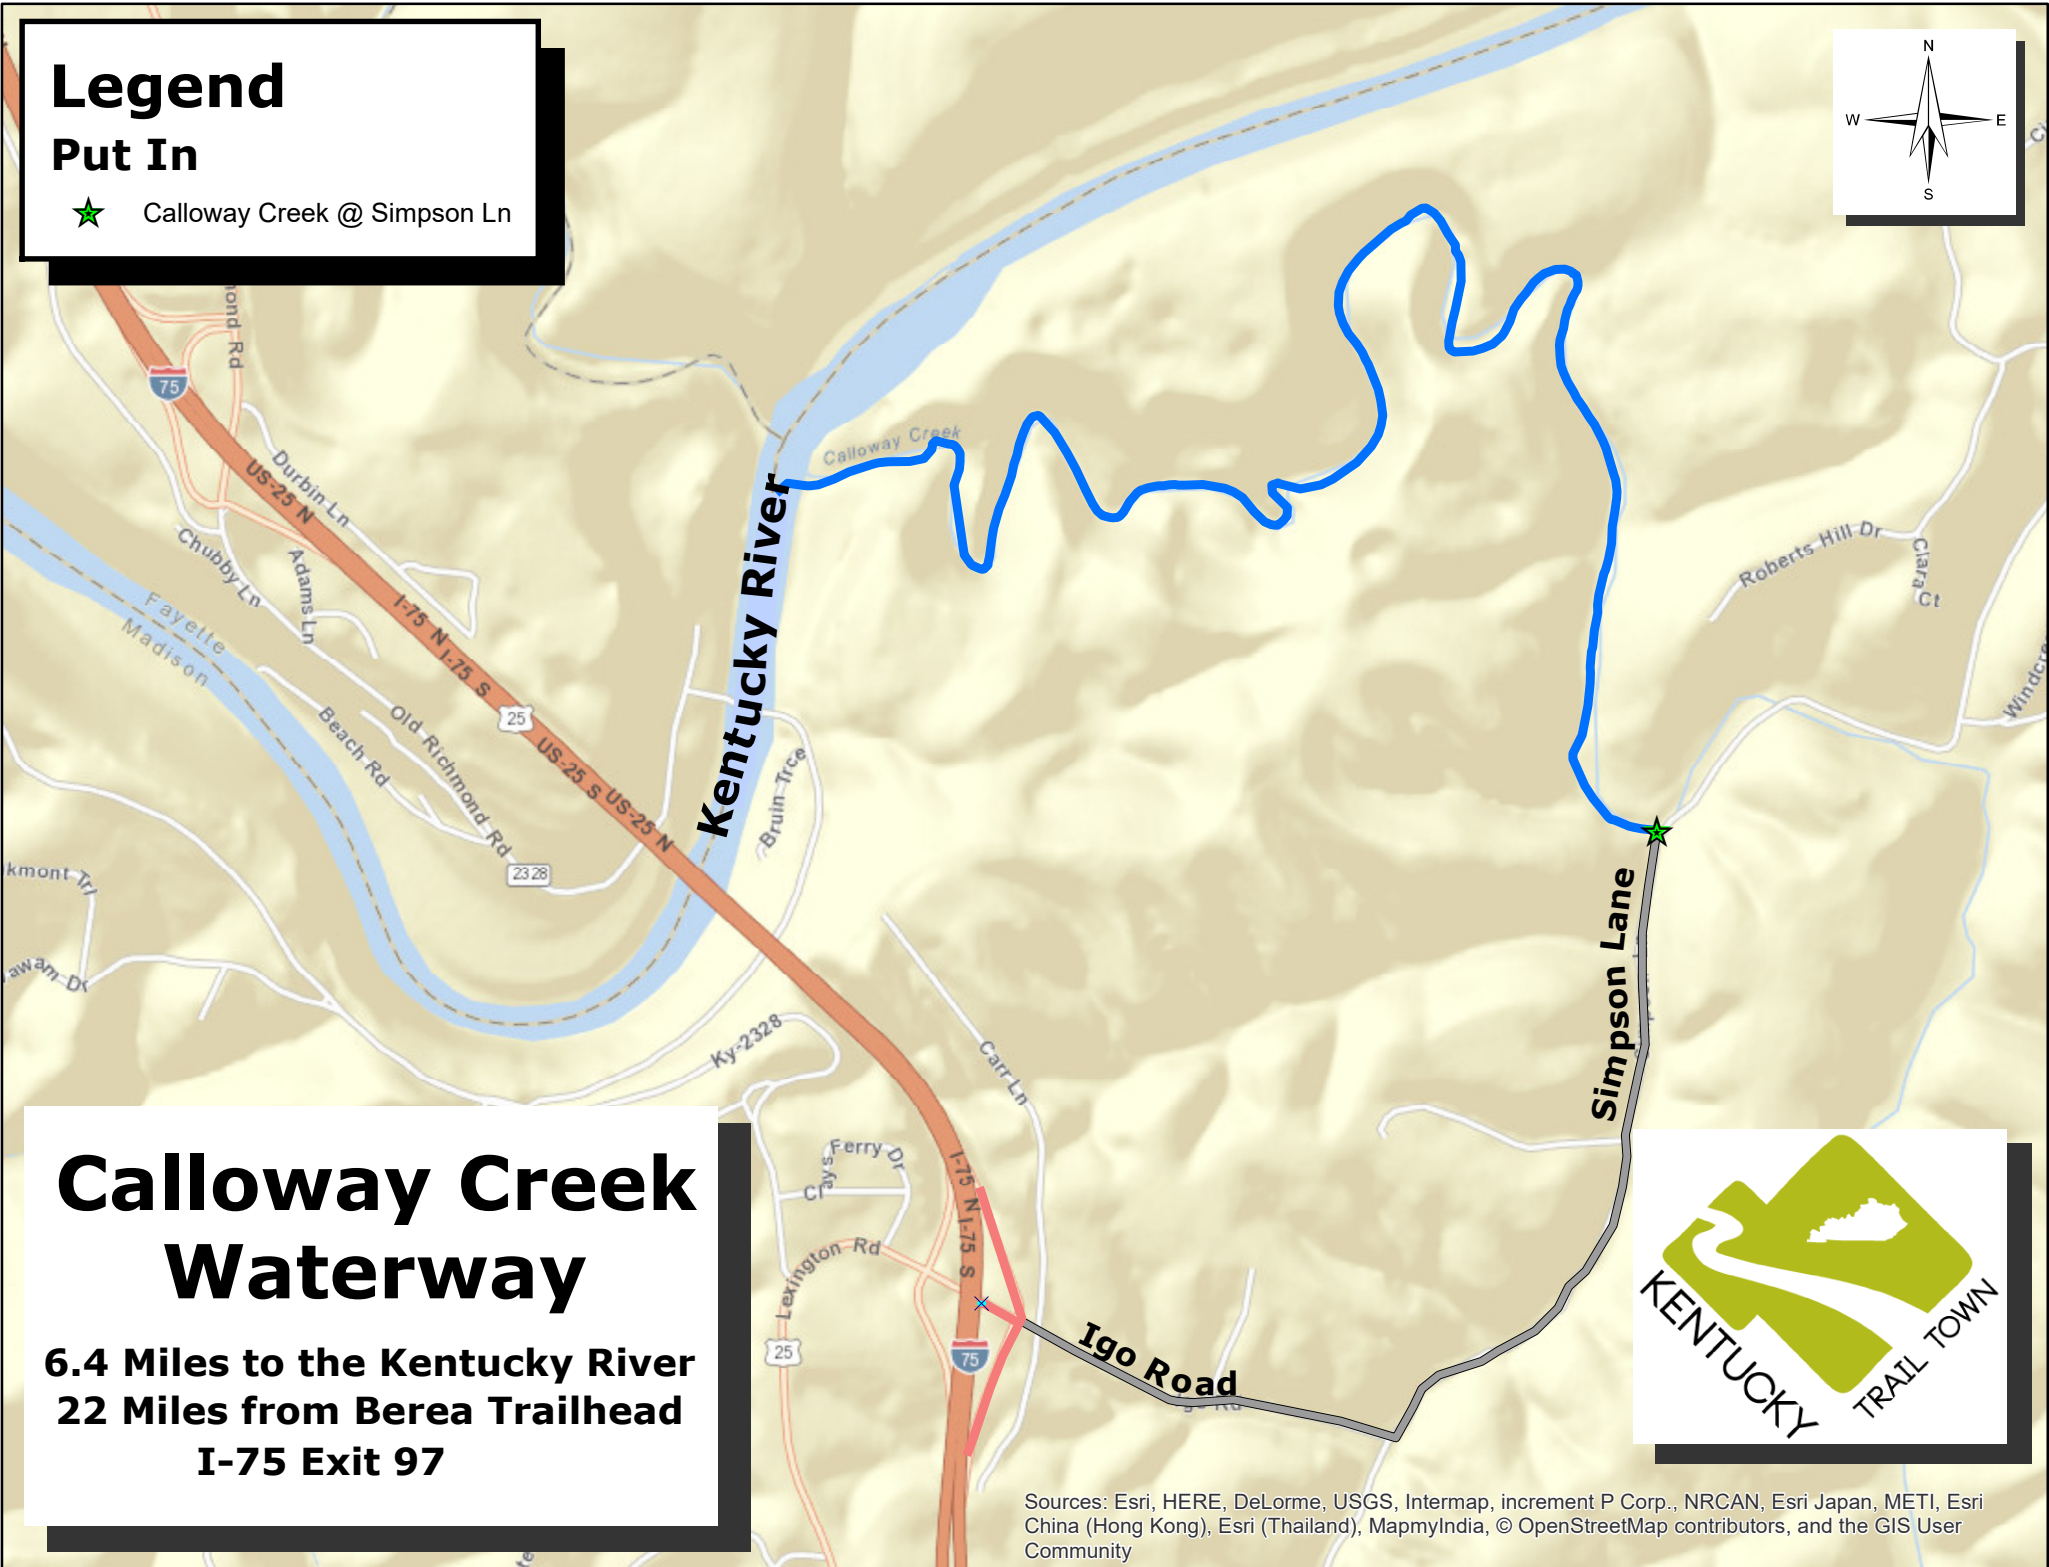 Legend
Put In
Calloway Creek @ Simpson Ln
N
W
E
S
75
Durbin Ln
US-25 N
Chubby Ln
Adams Ln
I-75 N
I-75 S
Fayette
Madison
25
Beach Rd
Old Richmond Rd
US-25 S
US-25 N
2328
Kentucky River
Bruin Tree
Calloway Creek
Roberts Hill Dr
Clara Ct
Simpson Lane
Ky-2328
Carr Ln
Clays Ferry Dr
I-75 N
I-75 S
Lexington Rd
25
75
Igo Road
Calloway Creek
Waterway
6.4 Miles to the Kentucky River
22 Miles from Berea Trailhead
I-75 Exit 97
KENTUCKY
TRAIL TOWN
Sources: Esri, HERE, DeLorme, USGS, Intermap, increment P Corp., NRCAN, Esri Japan, METI, Esri
China (Hong Kong), Esri (Thailand), MapmyIndia, © OpenStreetMap contributors, and the GIS User
Community